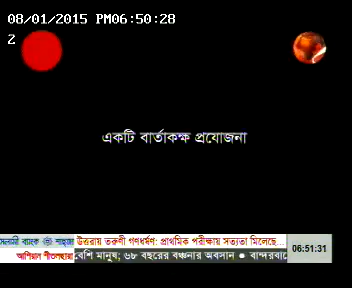 08/01/2015 PM06:50:28
2
একটি বার্তাকক্ষ প্রযোজনা
উত্তরায় তরুণী গণধর্ষণ: প্রাথমিক পরীক্ষায় সত্যতা মিলেছে...
06:51:31
বেশি মানুষ; ৬৮ বছরের বঞ্চনার অবসান ● বান্দরবা